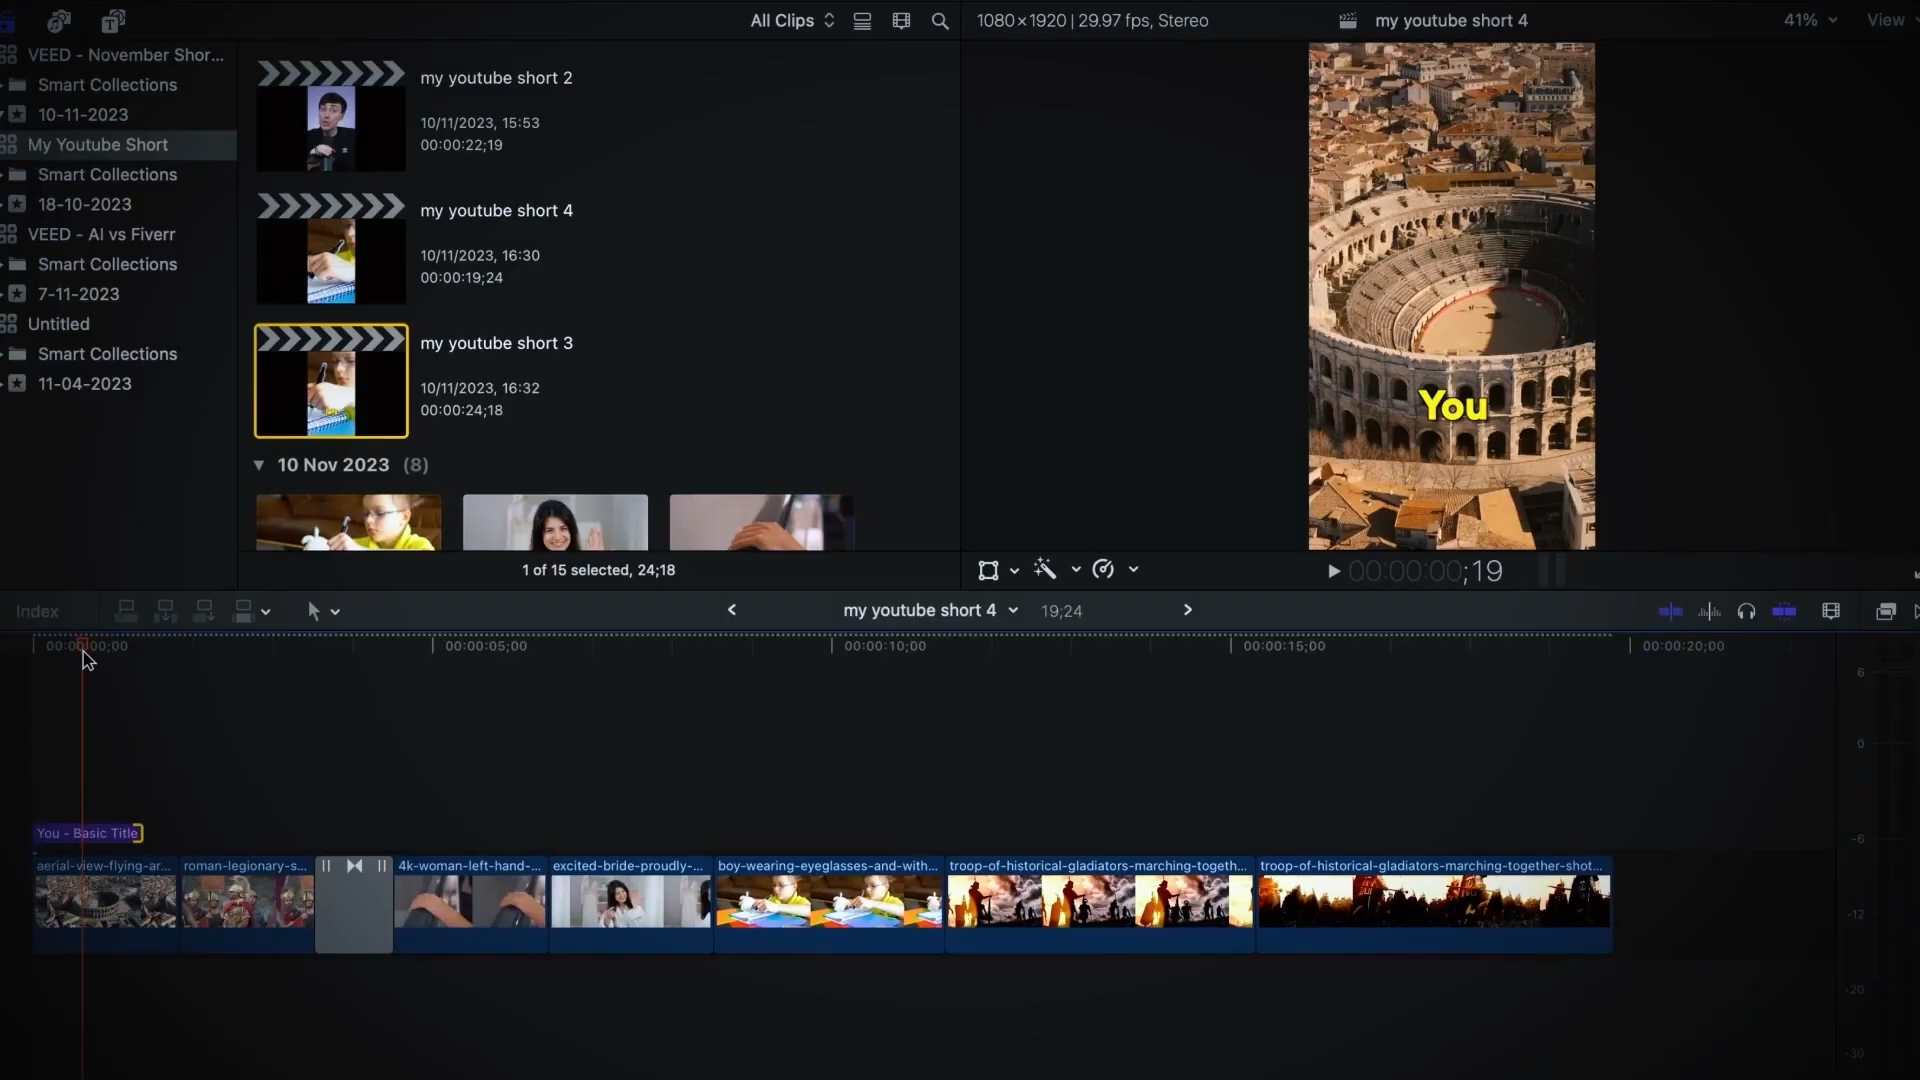 All Clips
1080×1920 | 29.97 fps, Stereo
my youtube short 4
41%
View
VEED - November Shor...
Smart Collections
10-11-2023
My Youtube Short
Smart Collections
18-10-2023
VEED - AI vs Fiverr
Smart Collections
7-11-2023
Untitled
Smart Collections
11-04-2023
my youtube short 2
10/11/2023, 15:53
00:00:22;19
my youtube short 4
10/11/2023, 16:30
00:00:19;24
my youtube short 3
10/11/2023, 16:32
00:00:24;18
10 Nov 2023 (8)
1 of 15 selected, 24;18
You
00:00:00;19
Index
my youtube short 4
19;24
00:00:00;00
00:00:05;00
00:00:10;00
00:00:15;00
00:00:20;00
6
0
-6
-12
-20
-30
You - Basic Title
aerial-view-flying-ar...
roman-legionary-s...
4k-woman-left-hand-...
excited-bride-proudly-...
boy-wearing-eyeglasses-and-with...
troop-of-historical-gladiators-marching-togeth...
troop-of-historical-gladiators-marching-together-shot...